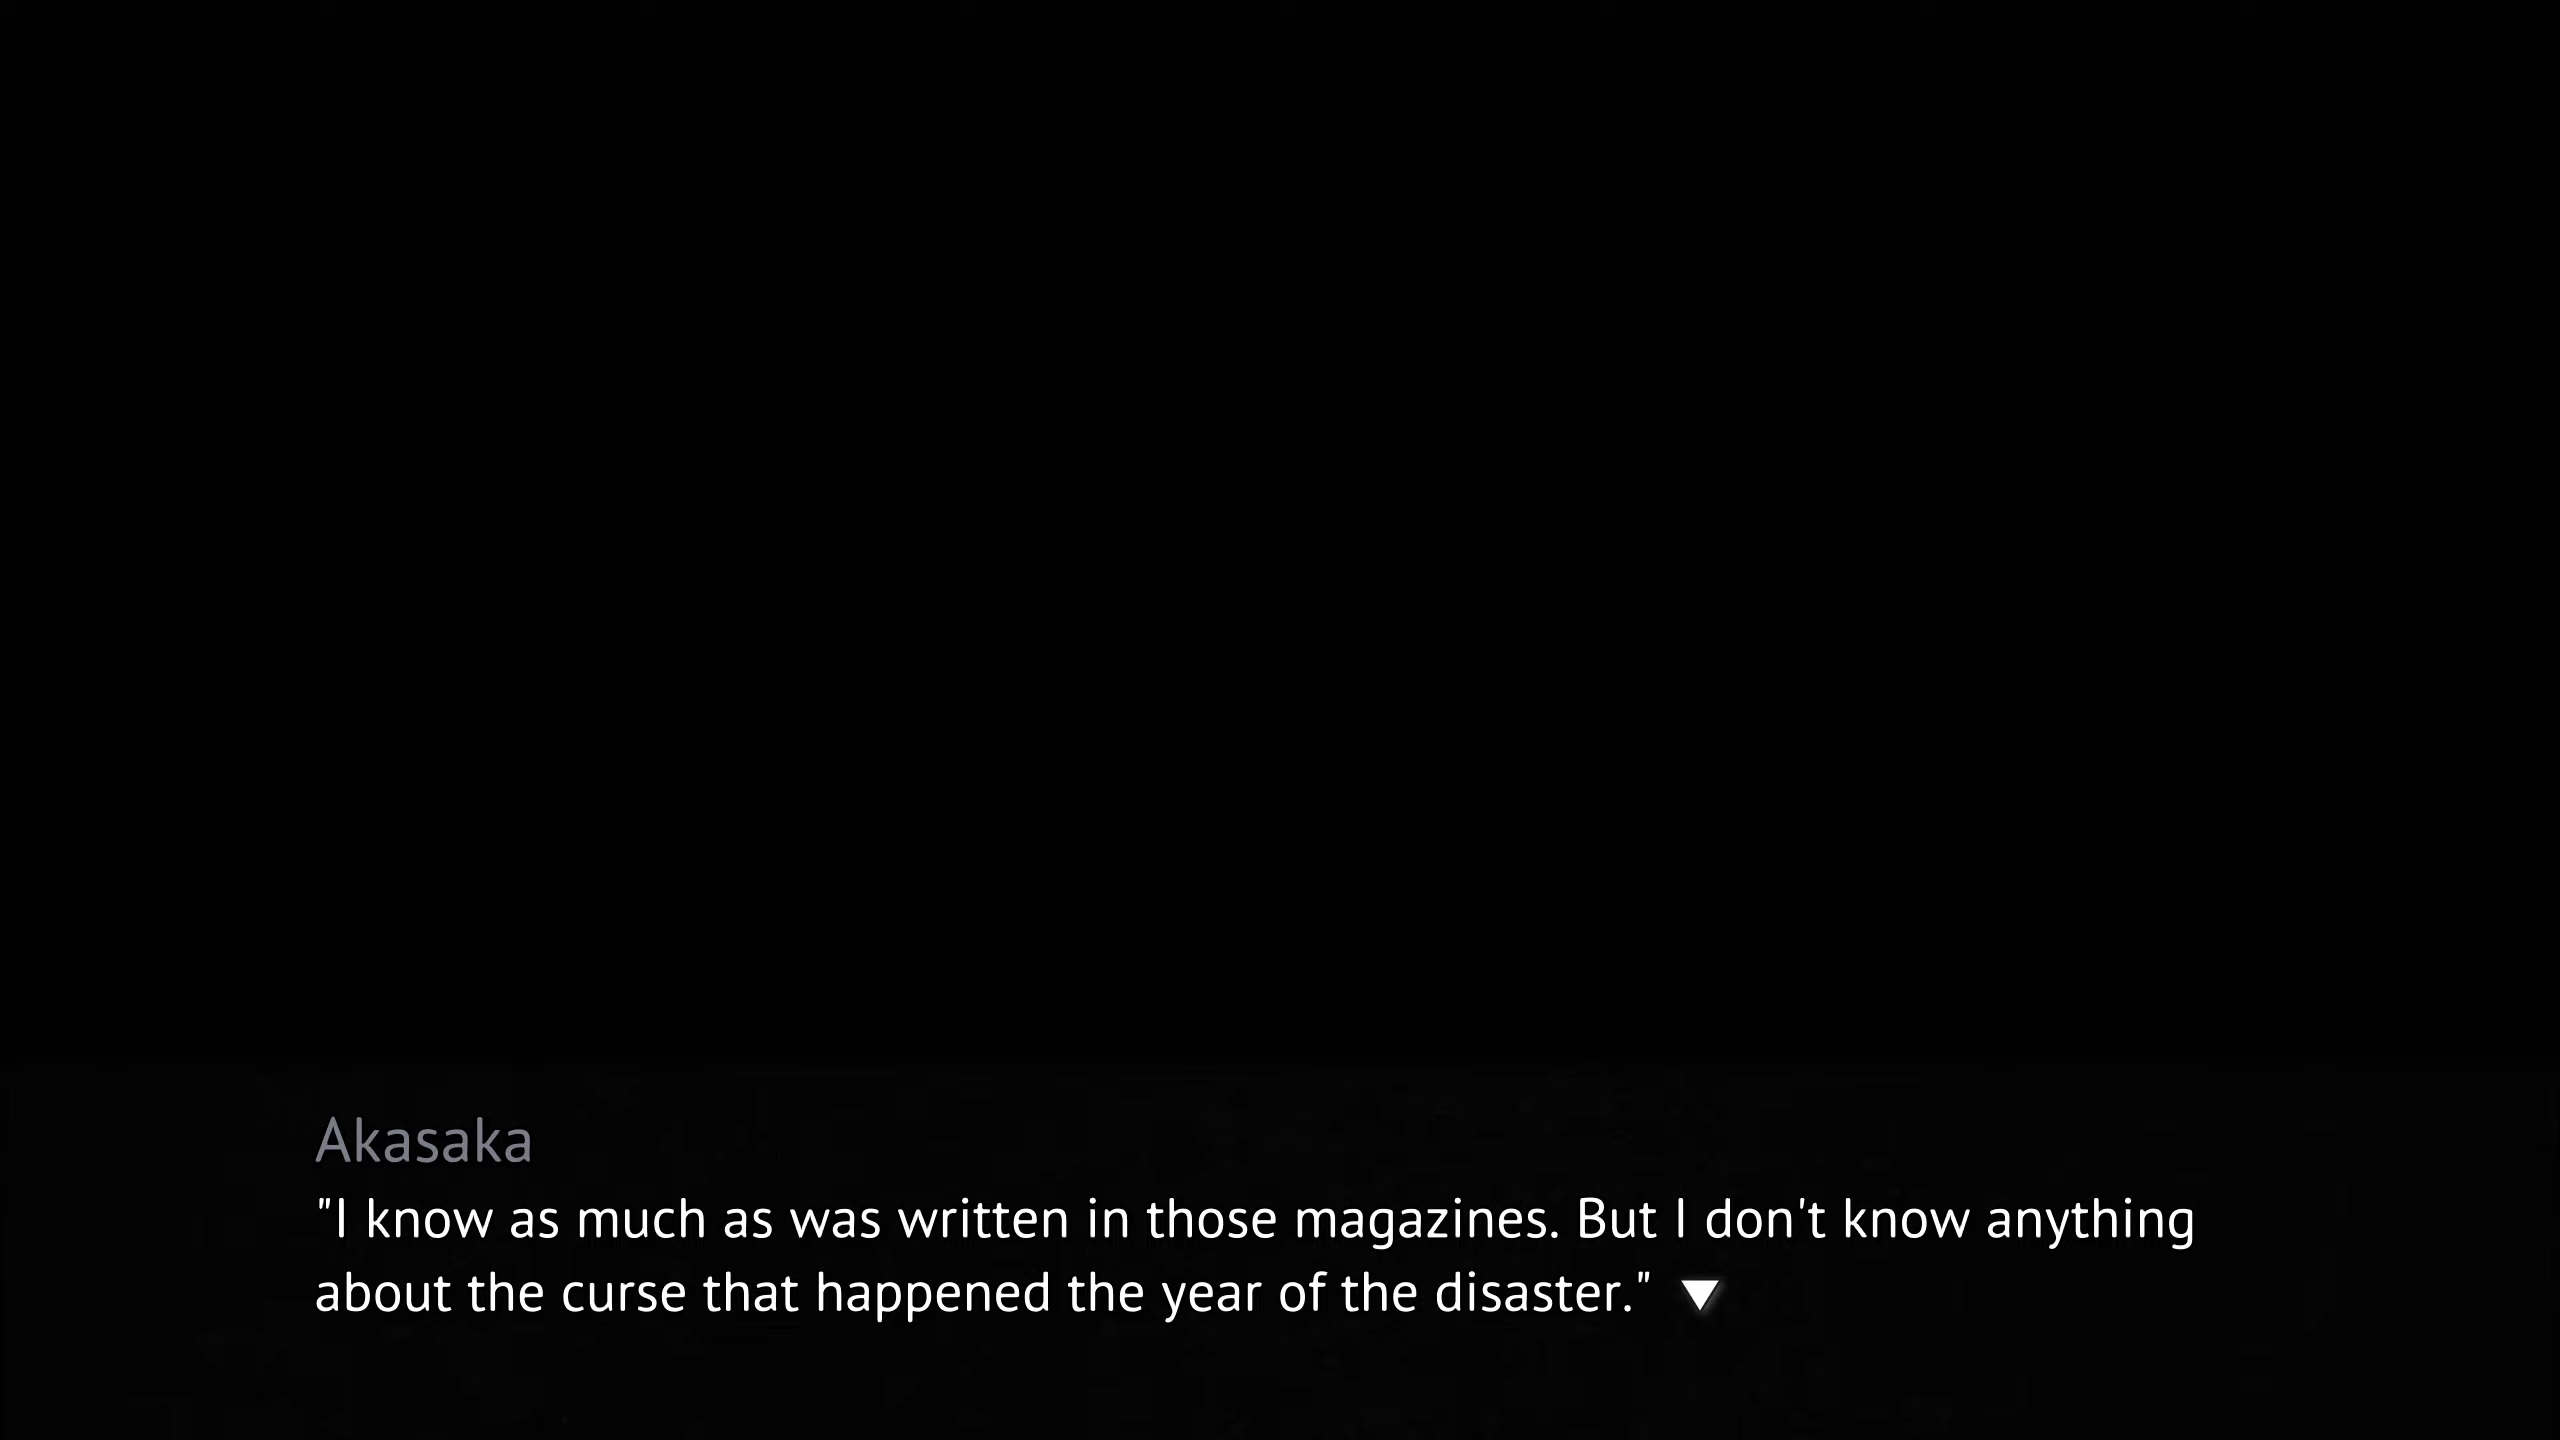 Akasaka
"I know as much as was written in those magazines. But I don't know anything
about the curse that happened the year of the disaster."